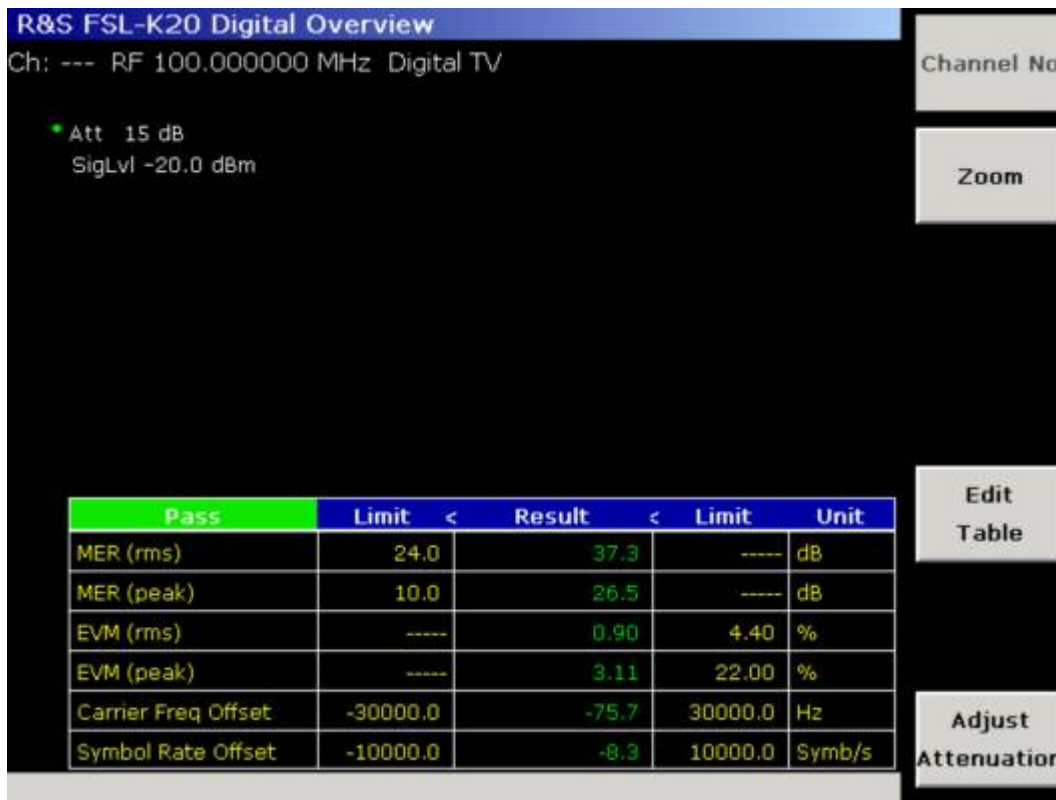 R&S FSL-K20 Digital Overview
Ch: --- RF 100.000000 MHz Digital TV
Att 15 dB
SigLvl -20.0 dBm
Pass Limit < Result < Limit Unit
MER (rms) 24.0 37.3 ----- dB
MER (peak) 10.0 26.5 ----- dB
EVM (rms) ----- 0.90 4.40 %
EVM (peak) ----- 3.11 22.00 %
Carrier Freq Offset -30000.0 -75.7 30000.0 Hz
Symbol Rate Offset -10000.0 -8.3 10000.0 Symb/s
Channel No
Zoom
Edit
Table
Adjust
Attenuation